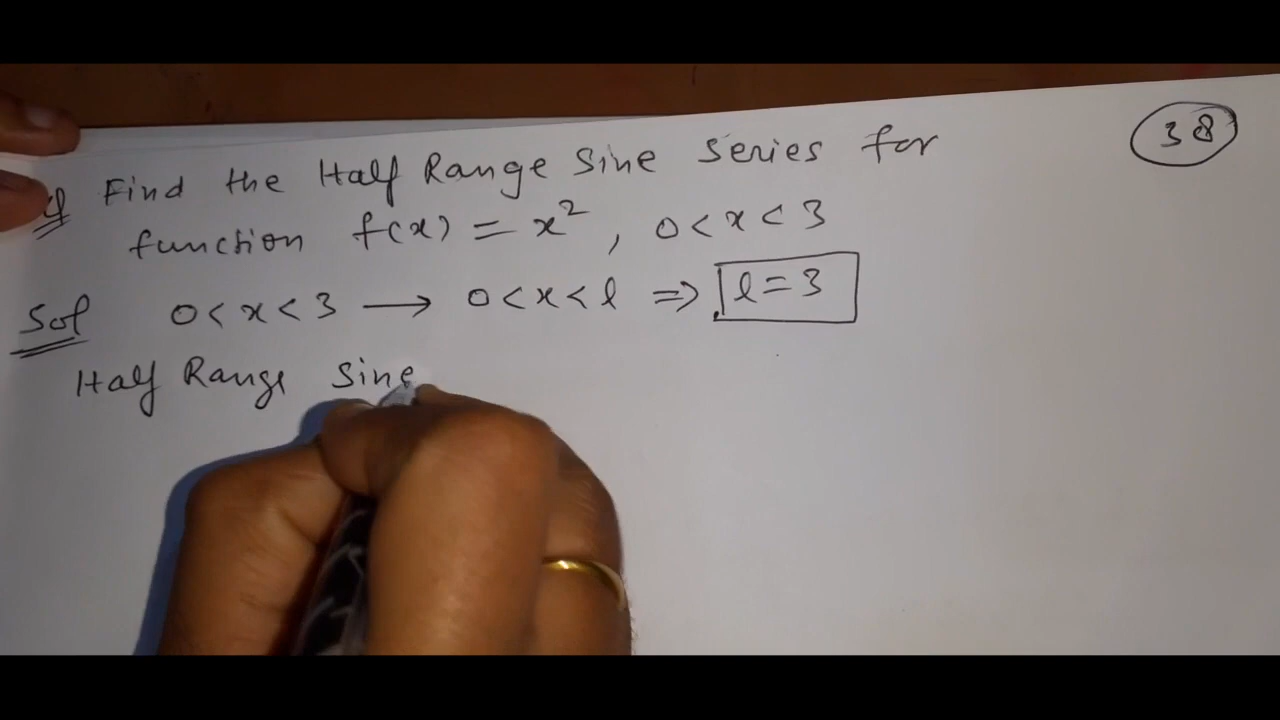 38
Q Find the Half Range Sine Series for
function f(x) = x², 0<x<3
Sol 0<x<3 → 0<x<l ⇒ l=3
Half Range Sine